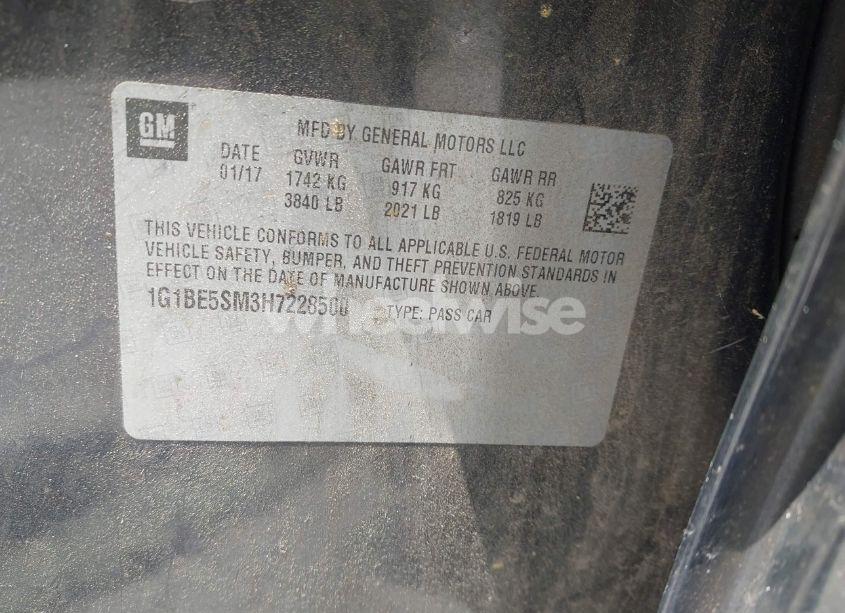 GM
MFD BY GENERAL MOTORS LLC
DATE GVWR GAWR FRT GAWR RR
01/17 1742 KG 917 KG 825 KG
3840 LB 2021 LB 1819 LB
THIS VEHICLE CONFORMS TO ALL APPLICABLE U.S. FEDERAL MOTOR
VEHICLE SAFETY, BUMPER, AND THEFT PREVENTION STANDARDS IN
EFFECT ON THE DATE OF MANUFACTURE SHOWN ABOVE.
1G1BE5SM3H7228500 TYPE: PASS CAR
wheelwise